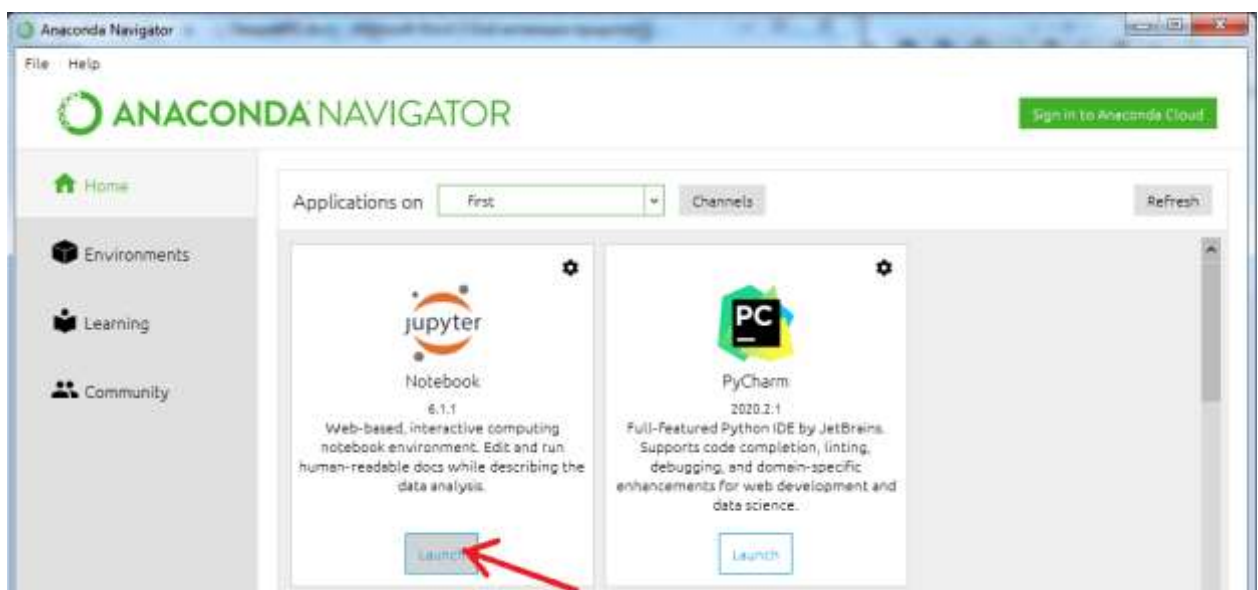 Anaconda Navigator
File Help
ANACONDA NAVIGATOR
Sign in to Anaconda Cloud
Home
Applications on First Channels Refresh
Environments
Learning
Community
jupyter
Notebook
6.1.1
Web-based, interactive computing
notebook environment. Edit and run
human-readable docs while describing the
data analysis.
Launch
PC
PyCharm
2020.2.1
Full-featured Python IDE by JetBrains.
Supports code completion, linting,
debugging, and domain-specific
enhancements for web development and
data science.
Launch